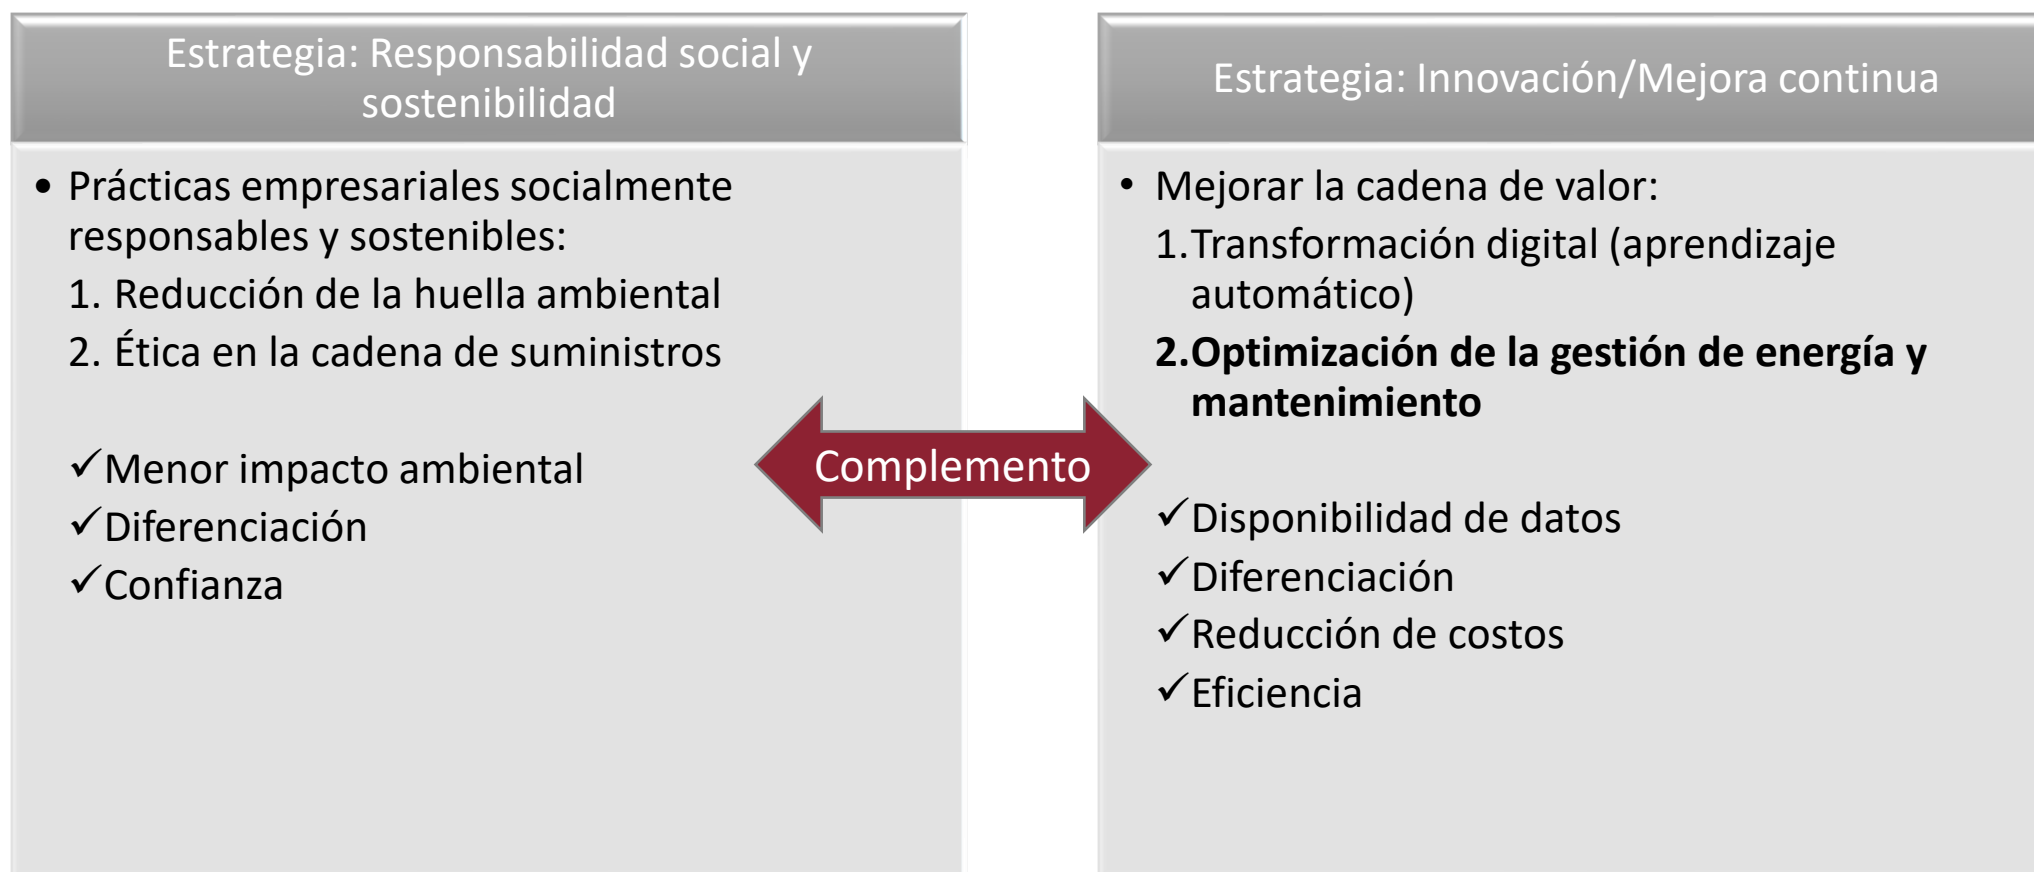 Estrategia: Responsabilidad social y
sostenibilidad
• Prácticas empresariales socialmente
responsables y sostenibles:
1. Reducción de la huella ambiental
2. Ética en la cadena de suministros
✓Menor impacto ambiental
✓Diferenciación
✓Confianza
Complemento
Estrategia: Innovación/Mejora continua
• Mejorar la cadena de valor:
1.Transformación digital (aprendizaje
automático)
2.Optimización de la gestión de energía y
mantenimiento
✓Disponibilidad de datos
✓Diferenciación
✓Reducción de costos
✓Eficiencia